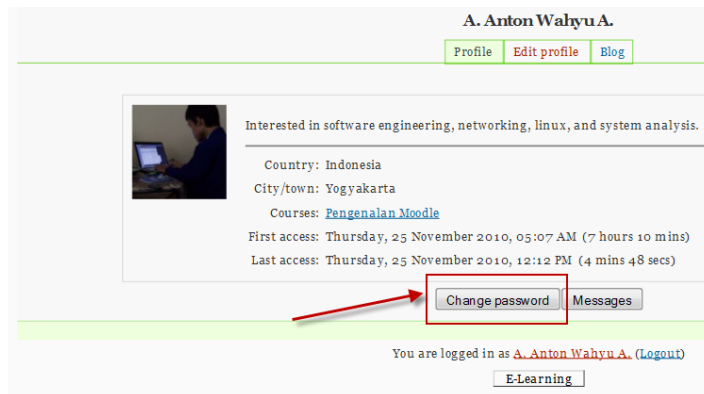 A. Anton Wahyu A.
Profile Edit profile Blog
Interested in software engineering, networking, linux, and system analysis.
Country: Indonesia
City/town: Yogyakarta
Courses: Pengenalan Moodle
First access: Thursday, 25 November 2010, 05:07 AM (7 hours 10 mins)
Last access: Thursday, 25 November 2010, 12:12 PM (4 mins 48 secs)
Change password Messages
You are logged in as A. Anton Wahyu A. (Logout)
E-Learning